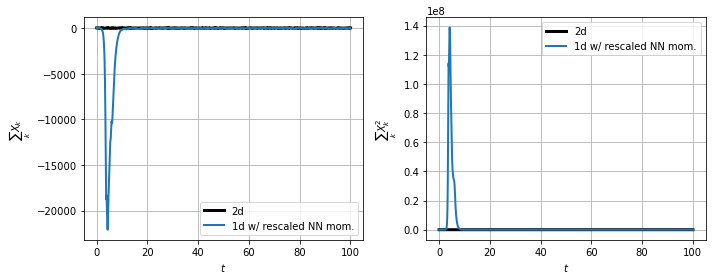 0
−5000
−10000
−15000
−20000
∑ₖ Xₖ
2d
1d w/ rescaled NN mom.
0 20 40 60 80 100
t
1e8
1.4
1.2
1.0
0.8
0.6
0.4
0.2
0.0
∑ₖ Xₖ²
2d
1d w/ rescaled NN mom.
0 20 40 60 80 100
t